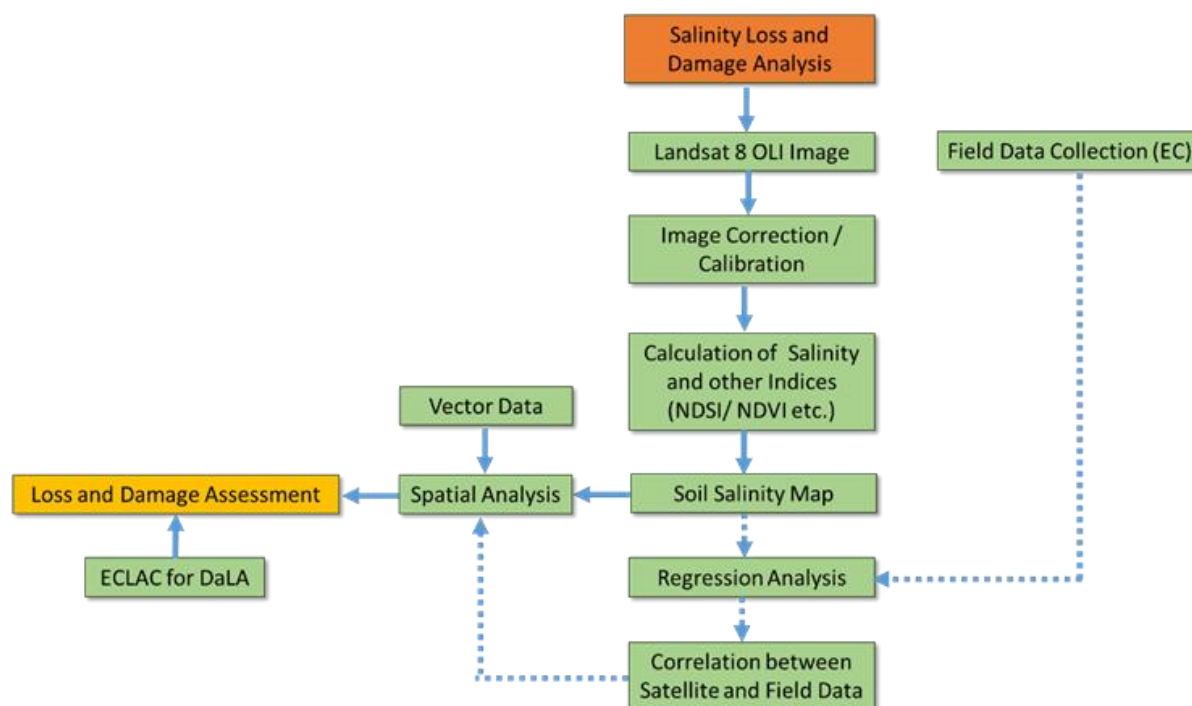 Salinity Loss and
Damage Analysis
Landsat 8 OLI Image
Field Data Collection (EC)
Image Correction /
Calibration
Calculation of Salinity
and other Indices
(NDSI/ NDVI etc.)
Vector Data
Loss and Damage Assessment
Spatial Analysis
Soil Salinity Map
ECLAC for DaLA
Regression Analysis
Correlation between
Satellite and Field Data